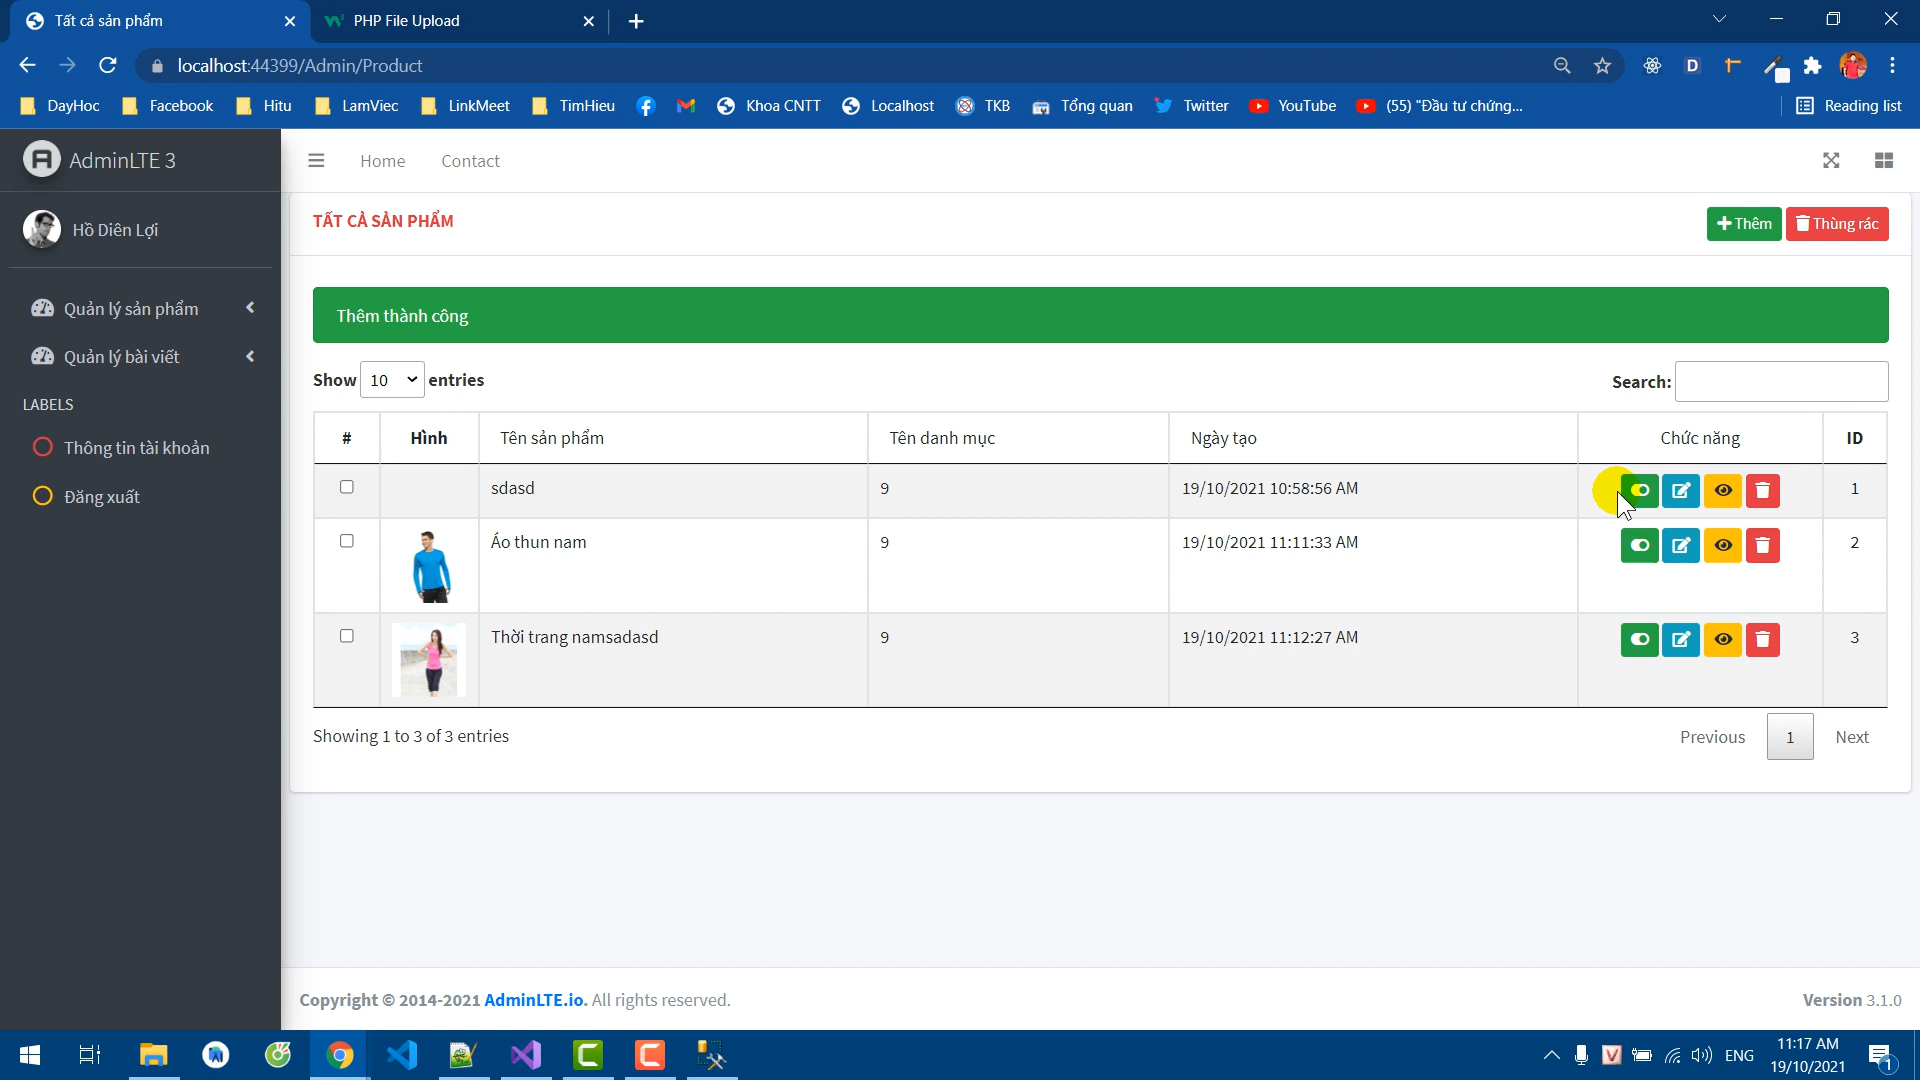 Tất cả sản phẩm
PHP File Upload
localhost:44399/Admin/Product
DayHoc
Facebook
Hitu
LamViec
LinkMeet
TimHieu
Khoa CNTT
Localhost
TKB
Tổng quan
Twitter
YouTube
(55) "Đầu tư chứng...
Reading list
AdminLTE 3
Home
Contact
Hồ Diên Lợi
TẤT CẢ SẢN PHẨM
Thêm
Thùng rác
Quản lý sản phẩm
Quản lý bài viết
LABELS
Thông tin tài khoản
Đăng xuất
Thêm thành công
Show 10 entries
Search:
# Hình Tên sản phẩm Tên danh mục Ngày tạo Chức năng ID
sdasd 9 19/10/2021 10:58:56 AM 1
Áo thun nam 9 19/10/2021 11:11:33 AM 2
Thời trang namsadasd 9 19/10/2021 11:12:27 AM 3
Showing 1 to 3 of 3 entries
Previous 1 Next
Copyright © 2014-2021 AdminLTE.io. All rights reserved.
Version 3.1.0
ENG
11:17 AM
19/10/2021
1